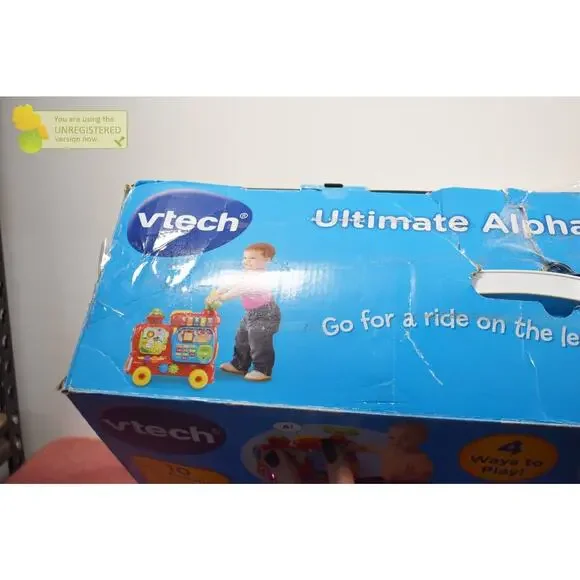 You are using the
UNREGISTERED
version now.
vtech®
Ultimate Alpha
Go for a ride on the le
vtech
4
Ways to
Play!
10